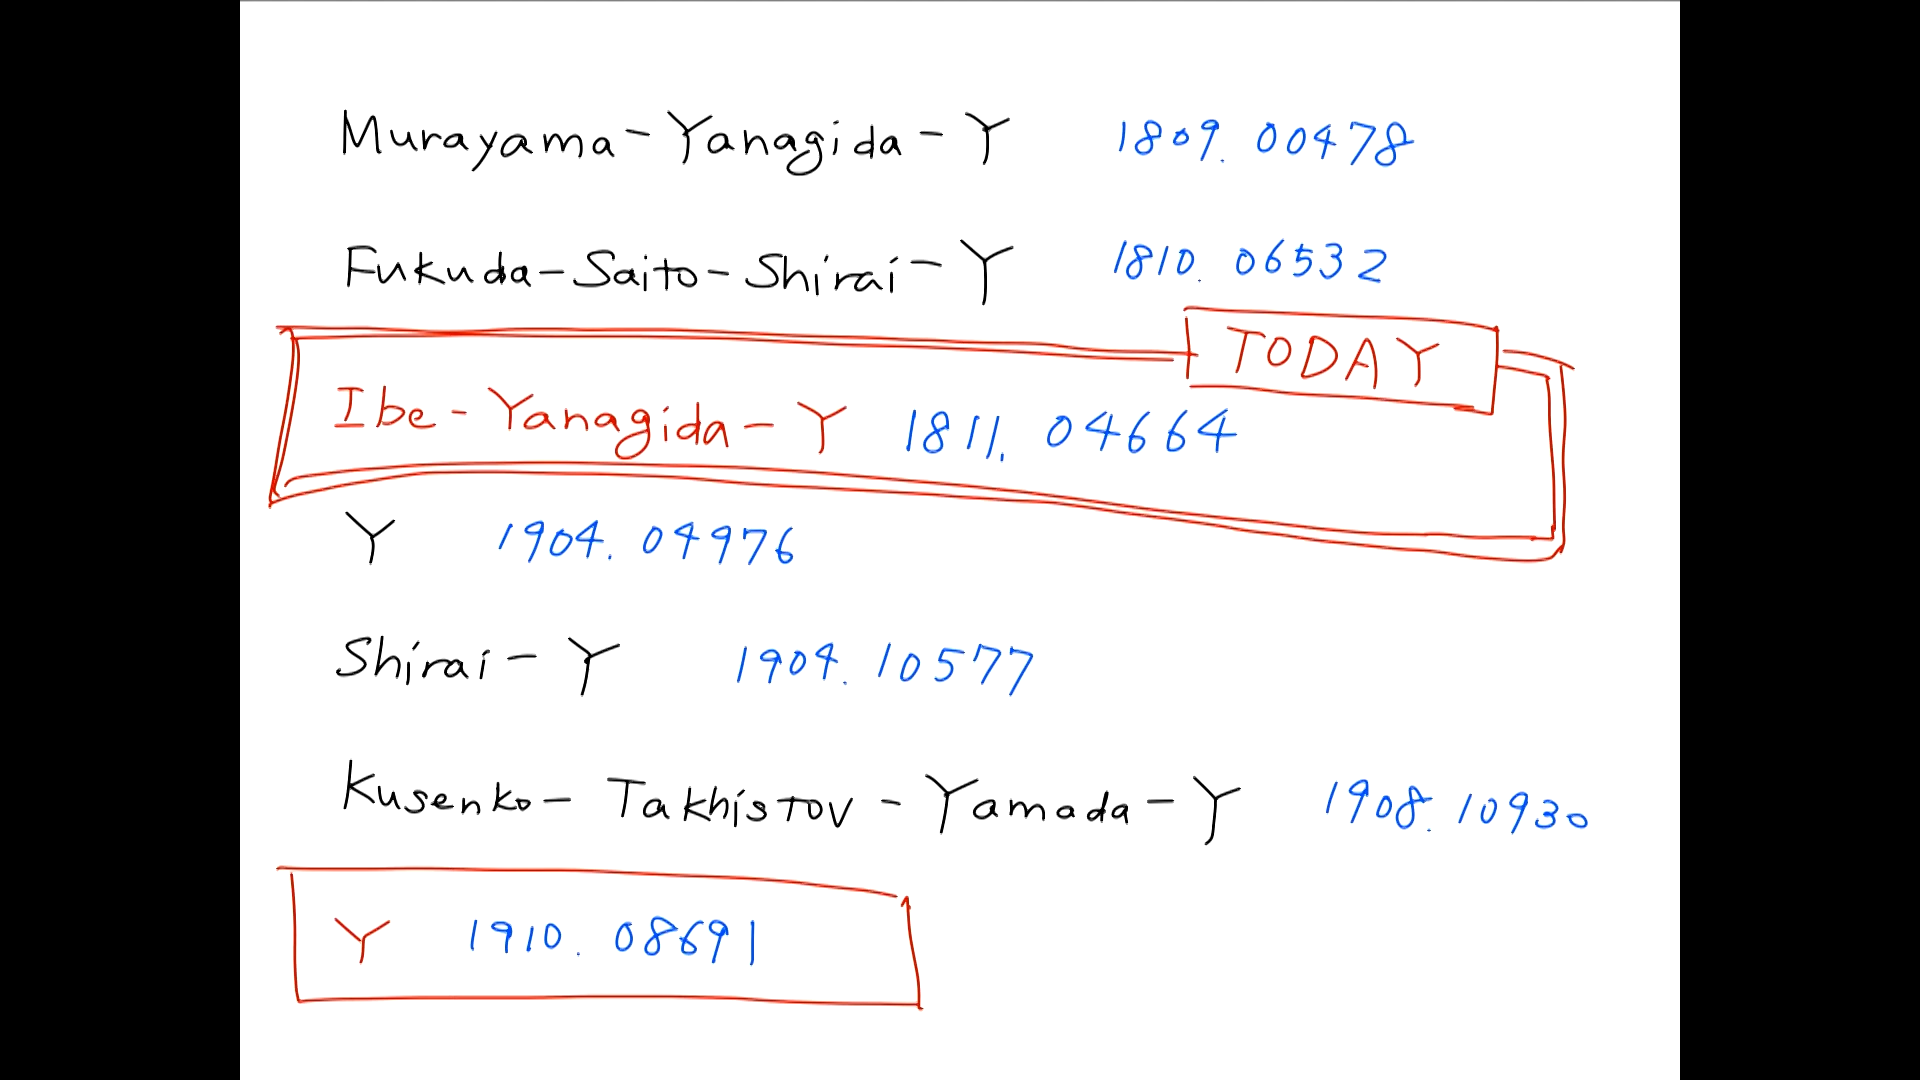 Murayama-Yanagida-Y 1809.00478
Fukuda-Saito-Shirai-Y 1810.06532
TODAY
Ibe-Yanagida-Y 1811.04664
Y 1904.04976
Shirai-Y 1904.10577
Kusenko-Takhistov-Yamada-Y 1908.10930
Y 1910.08691